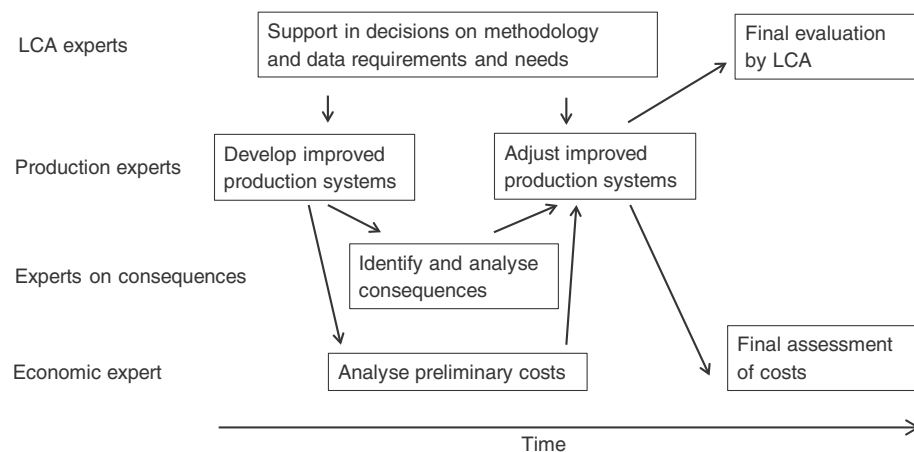 LCA experts
Support in decisions on methodology
and data requirements and needs
Final evaluation
by LCA
Production experts
Develop improved
production systems
Adjust improved
production systems
Experts on consequences
Identify and analyse
consequences
Economic expert
Analyse preliminary costs
Final assessment
of costs
Time